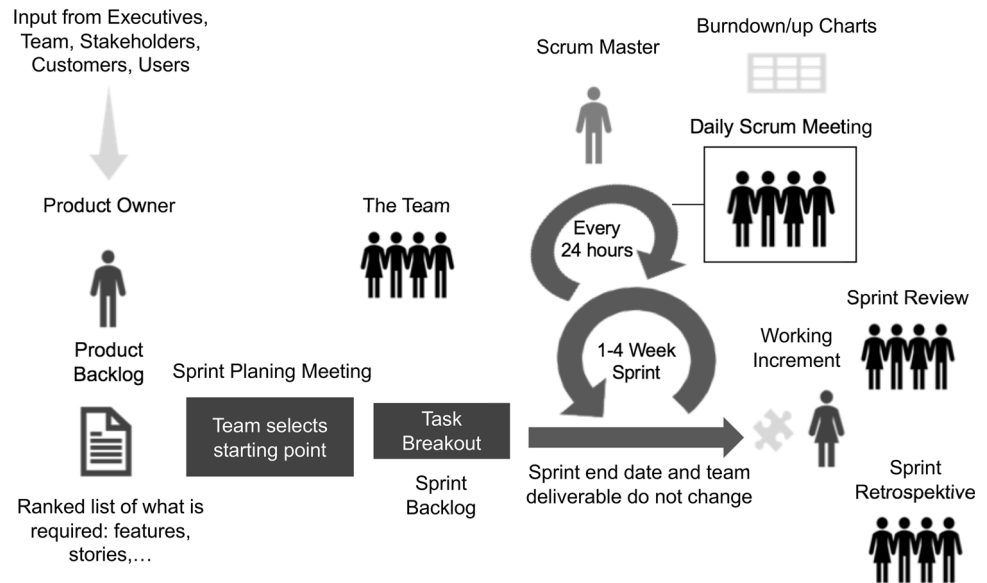 Input from Executives,
Team, Stakeholders,
Customers, Users
Product Owner
Product
Backlog
Ranked list of what is
required: features,
stories,...
Sprint Planing Meeting
Team selects
starting point
The Team
Task
Breakout
Sprint
Backlog
Scrum Master
Burndown/up Charts
Daily Scrum Meeting
Every
24 hours
1-4 Week
Sprint
Sprint end date and team
deliverable do not change
Working
Increment
Sprint Review
Sprint
Retrospektive